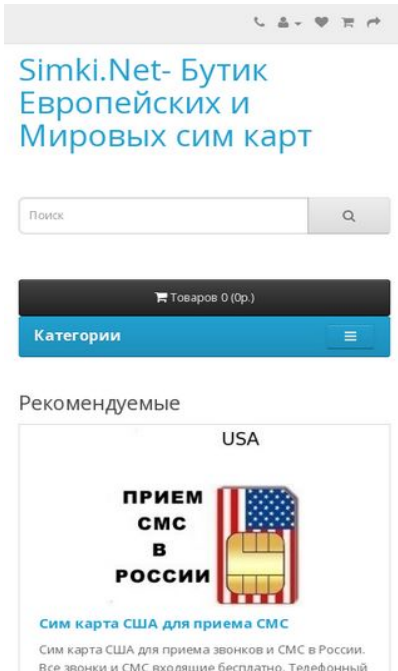 Simki.Net- Бутик
Европейских и
Мировых сим карт
Поиск
Товаров 0 (0р.)
Категории
Рекомендуемые
USA
ПРИЕМ
СМС
В
РОССИИ
Сим карта США для приема СМС
Сим карта США для приема звонков и СМС в России.
Все звонки и СМС входящие бесплатно. Телефонный